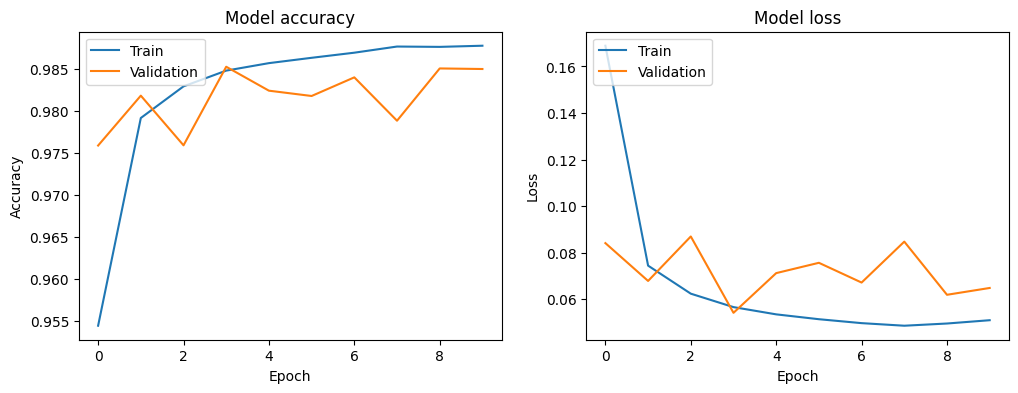 Model accuracy
Train
Validation
0.985
0.980
0.975
0.970
0.965
0.960
0.955
Accuracy
0 2 4 6 8
Epoch
Model loss
Train
Validation
0.16
0.14
0.12
0.10
0.08
0.06
Loss
0 2 4 6 8
Epoch